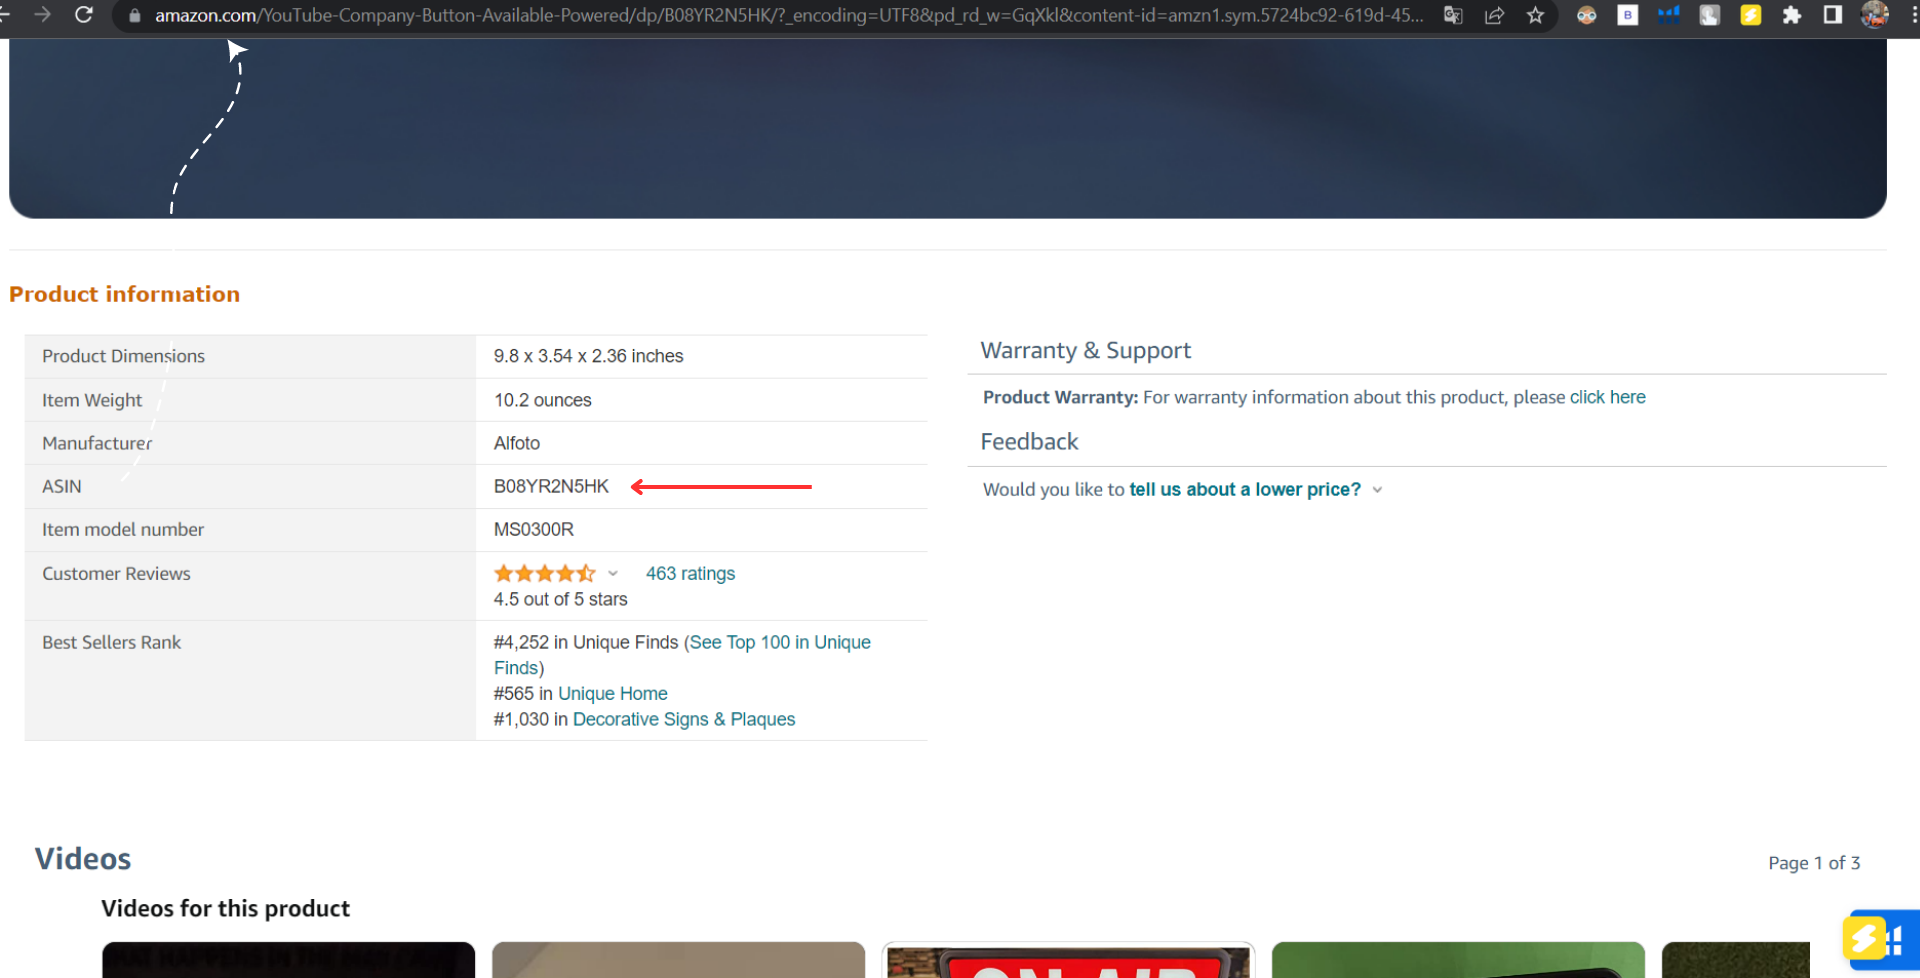 amazon.com/YouTube-Company-Button-Available-Powered/dp/B08YR2N5HK/?_encoding=UTF8&pd_rd_w=GqXkl&content-id=amzn1.sym.5724bc92-619d-45...
Product information
Product Dimensions 9.8 x 3.54 x 2.36 inches
Item Weight 10.2 ounces
Manufacturer Alfoto
ASIN B08YR2N5HK
Item model number MS0300R
Customer Reviews 463 ratings
4.5 out of 5 stars
Best Sellers Rank #4,252 in Unique Finds (See Top 100 in Unique
Finds)
#565 in Unique Home
#1,030 in Decorative Signs & Plaques
Warranty & Support
Product Warranty: For warranty information about this product, please click here
Feedback
Would you like to tell us about a lower price?
Videos
Page 1 of 3
Videos for this product
ON AIR